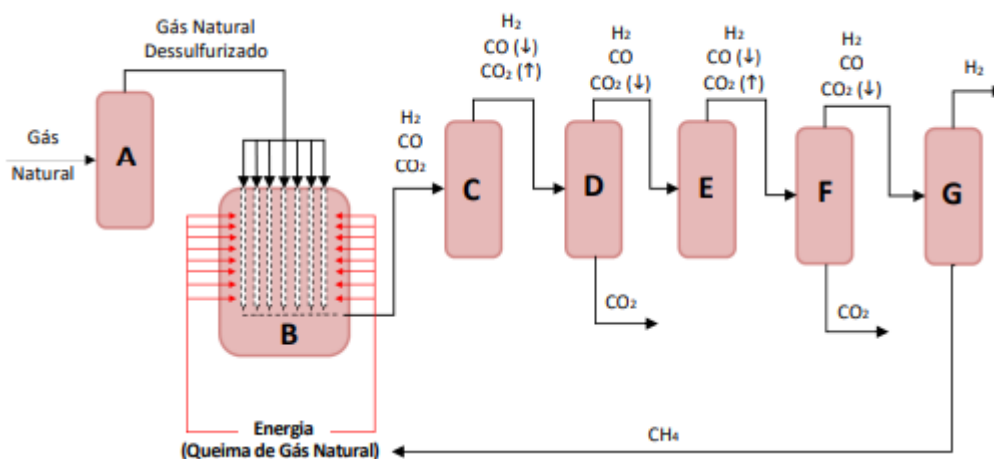 Gás Natural
Dessulfurizado
Gás
Natural
A
B
Energia
(Queima de Gás Natural)
H₂
CO
CO₂
C
H₂
CO (↓)
CO₂ (↑)
D
CO₂
H₂
CO
CO₂ (↓)
E
H₂
CO (↓)
CO₂ (↑)
F
CO₂
H₂
CO
CO₂ (↓)
G
H₂
CH₄